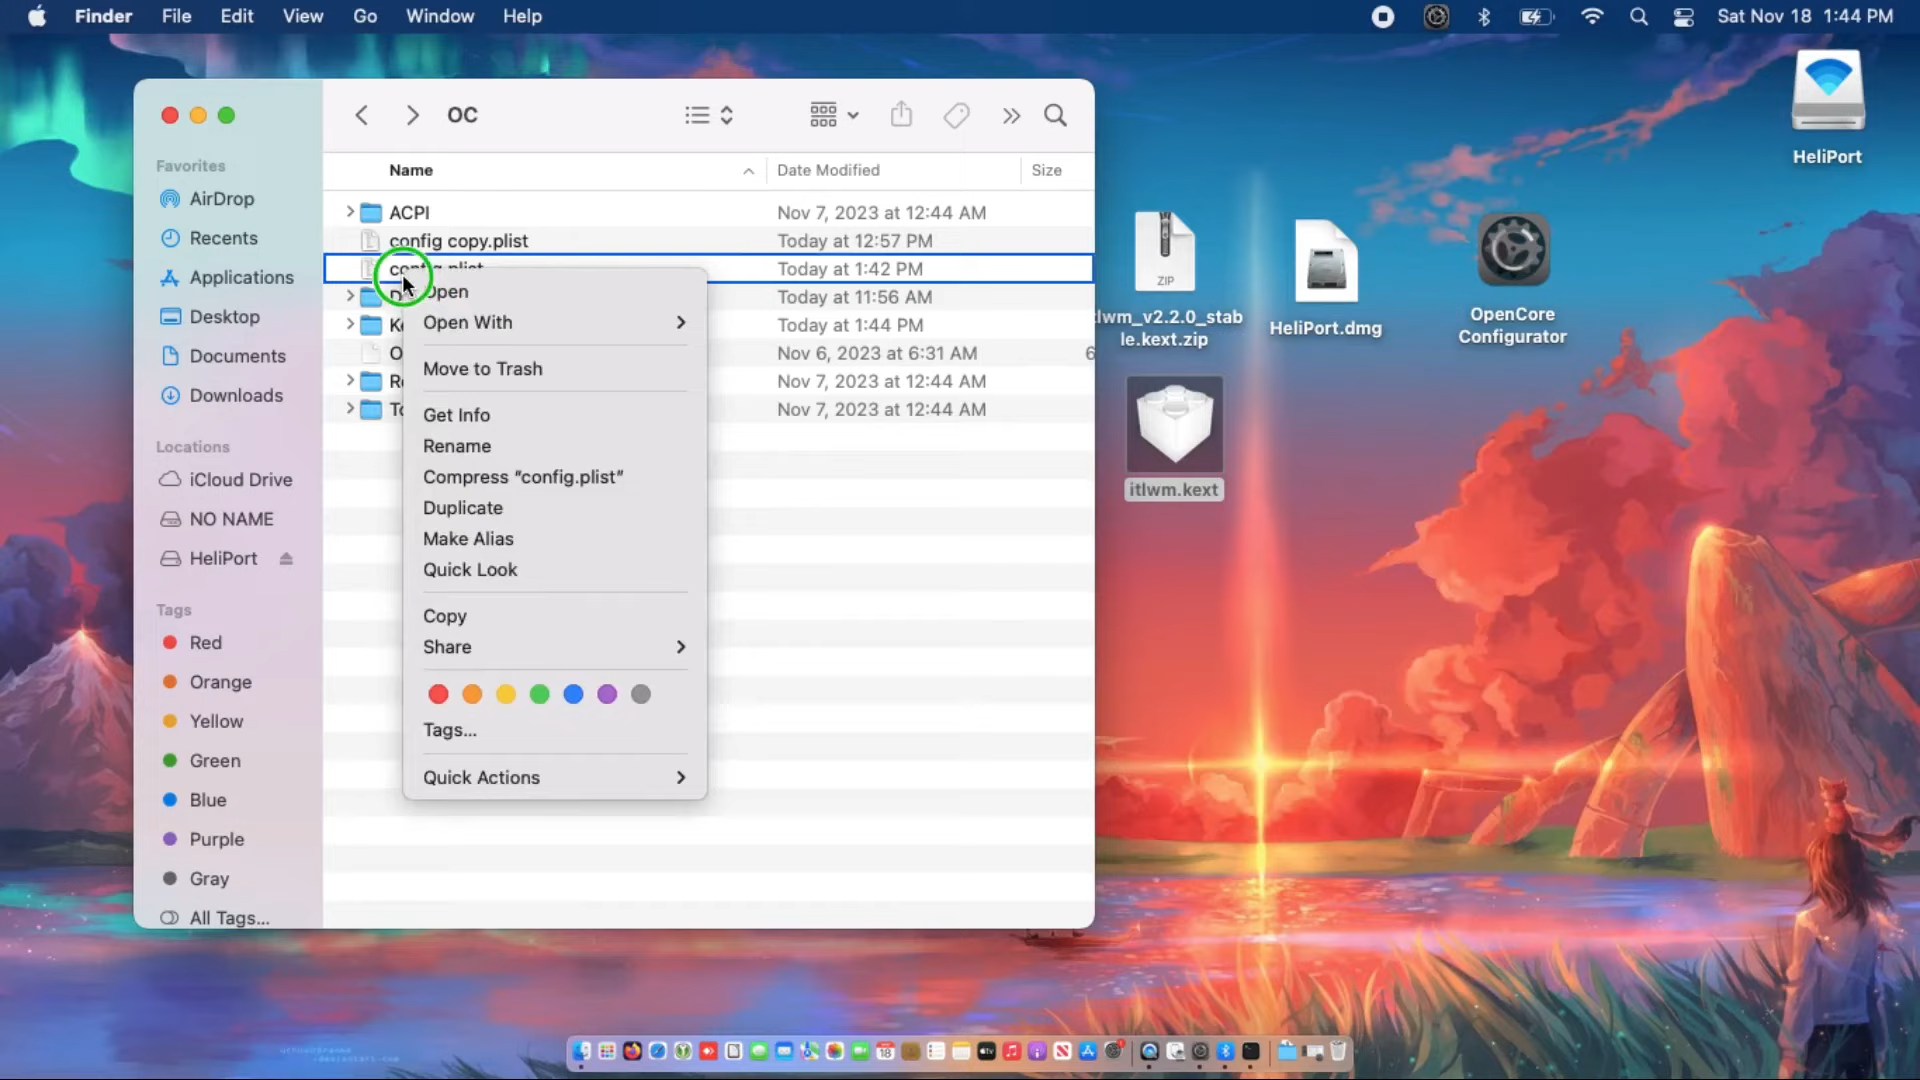 Finder File Edit View Go Window Help
Sat Nov 18 1:44 PM
OC
Favorites
AirDrop
Recents
Applications
Desktop
Documents
Downloads
Locations
iCloud Drive
NO NAME
HeliPort
Tags
Red
Orange
Yellow
Green
Blue
Purple
Gray
All Tags...
Name Date Modified Size
ACPI Nov 7, 2023 at 12:44 AM
config copy.plist Today at 12:57 PM
config.plist Today at 1:42 PM
Today at 11:56 AM
Today at 1:44 PM
Nov 6, 2023 at 6:31 AM
Nov 7, 2023 at 12:44 AM
Nov 7, 2023 at 12:44 AM
Open
Open With
Move to Trash
Get Info
Rename
Compress “config.plist”
Duplicate
Make Alias
Quick Look
Copy
Share
Tags...
Quick Actions
HeliPort
ZIP
lwm_v2.2.0_stab
le.kext.zip
HeliPort.dmg
OpenCore
Configurator
itlwm.kext